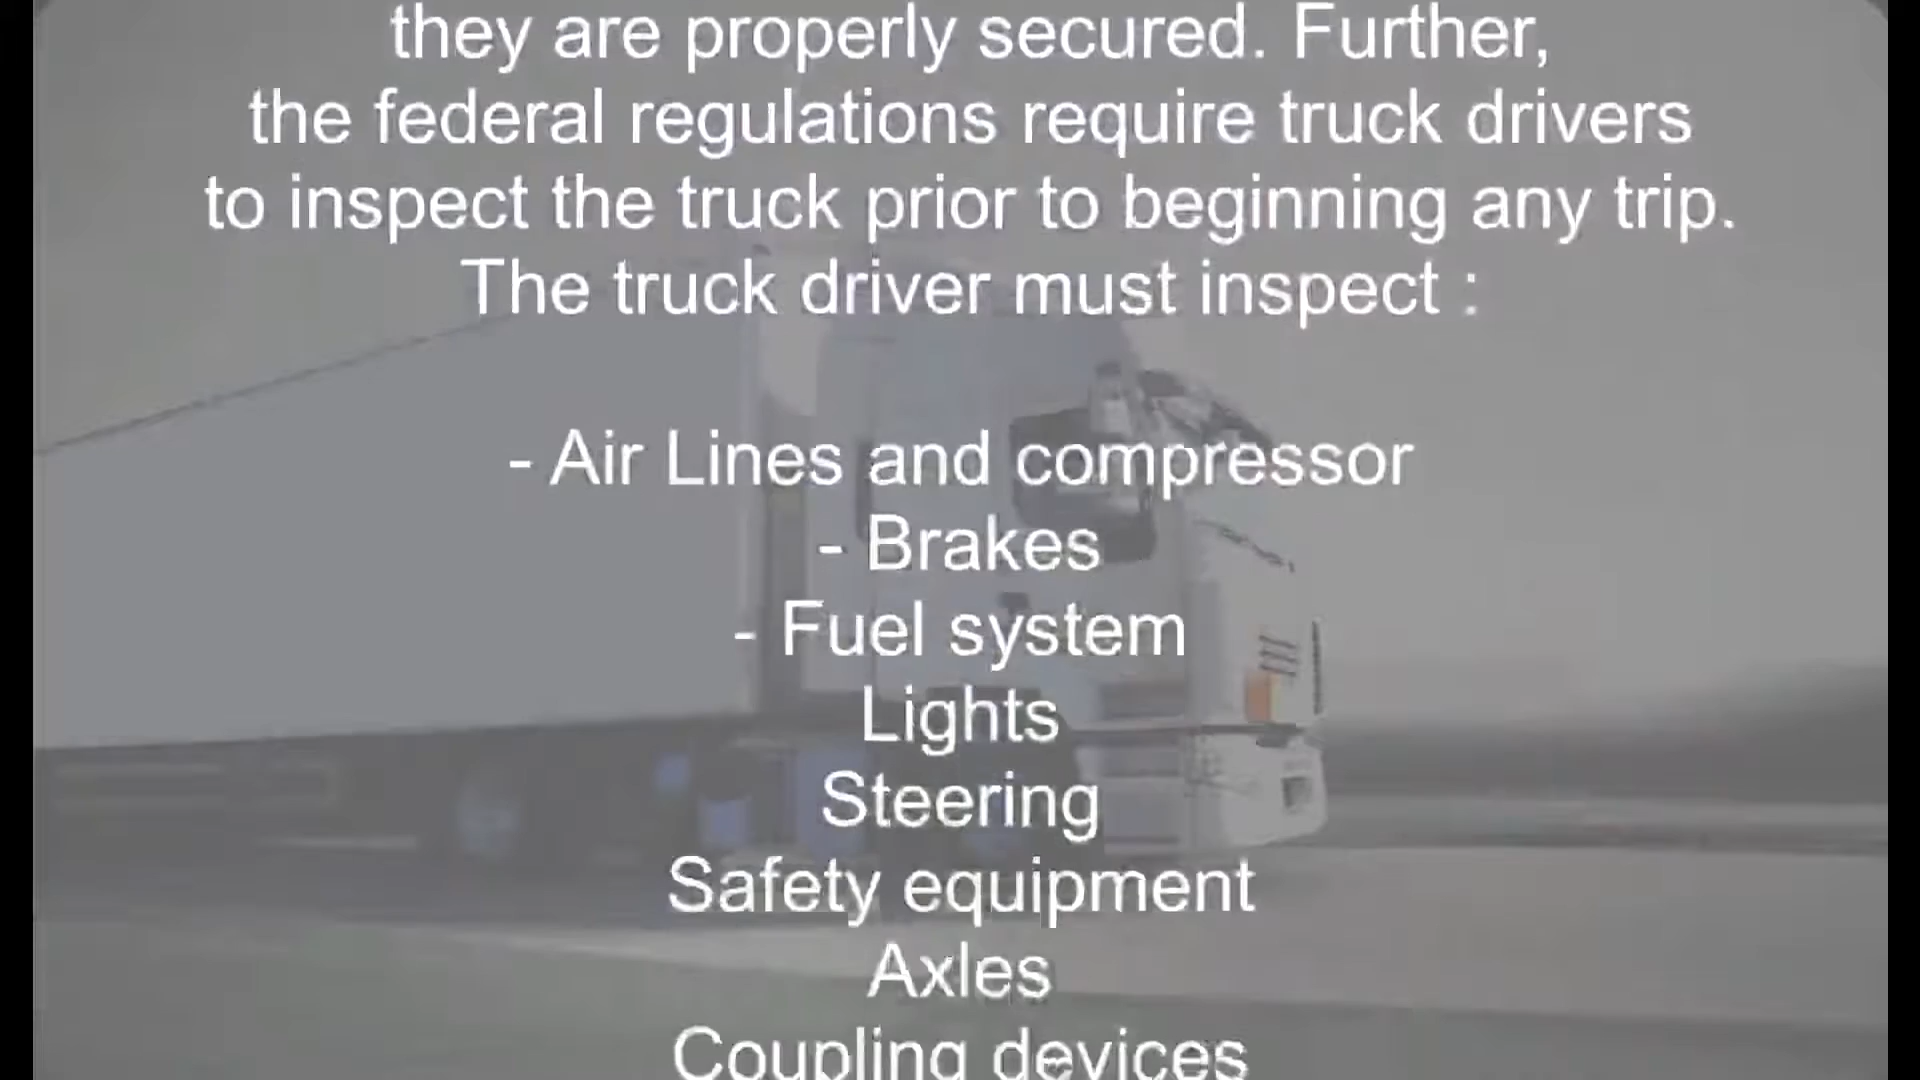 they are properly secured. Further,
the federal regulations require truck drivers
to inspect the truck prior to beginning any trip.
The truck driver must inspect :
- Air Lines and compressor
- Brakes
- Fuel system
Lights
Steering
Safety equipment
Axles
Coupling devices